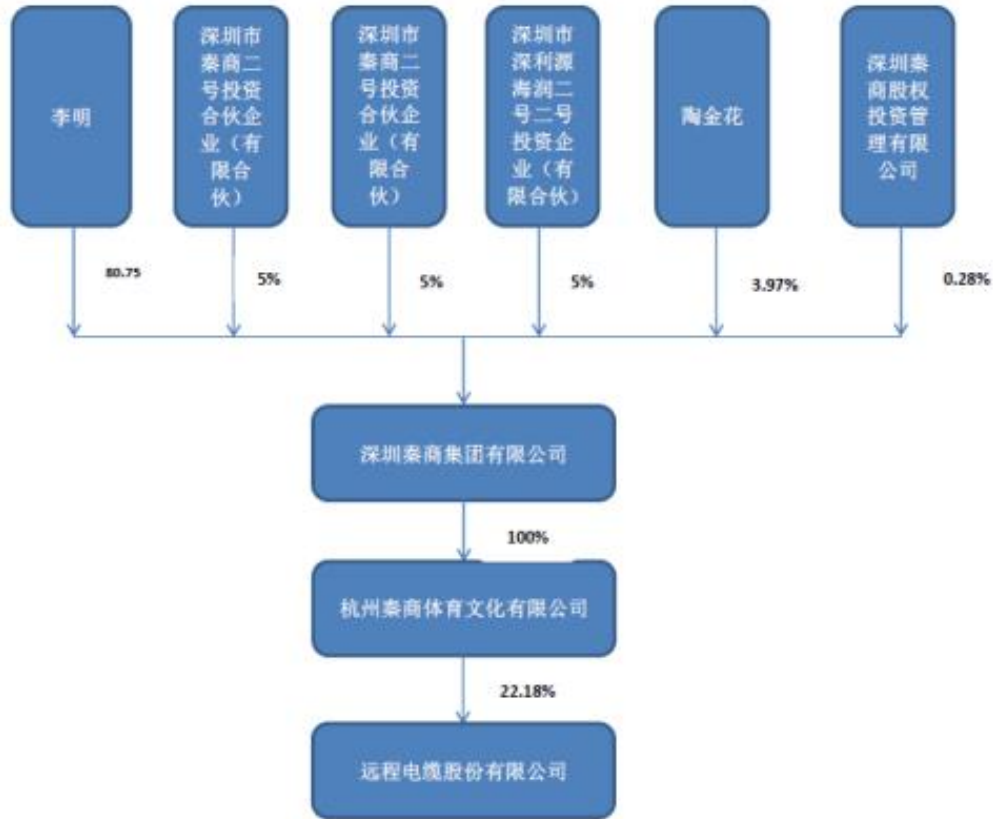 李明
深圳市
秦商二
号投资
合伙企
业（有
限合
伙）
深圳市
秦商二
号投资
合伙企
业（有
限合
伙）
深圳市
深利源
海润二
号二号
投资企
业（有
限合伙）
陶金花
深圳秦
商股权
投资管
理有限
公司
80.75
5%
5%
5%
3.97%
0.28%
深圳秦商集团有限公司
100%
杭州秦商体育文化有限公司
22.18%
远程电缆股份有限公司